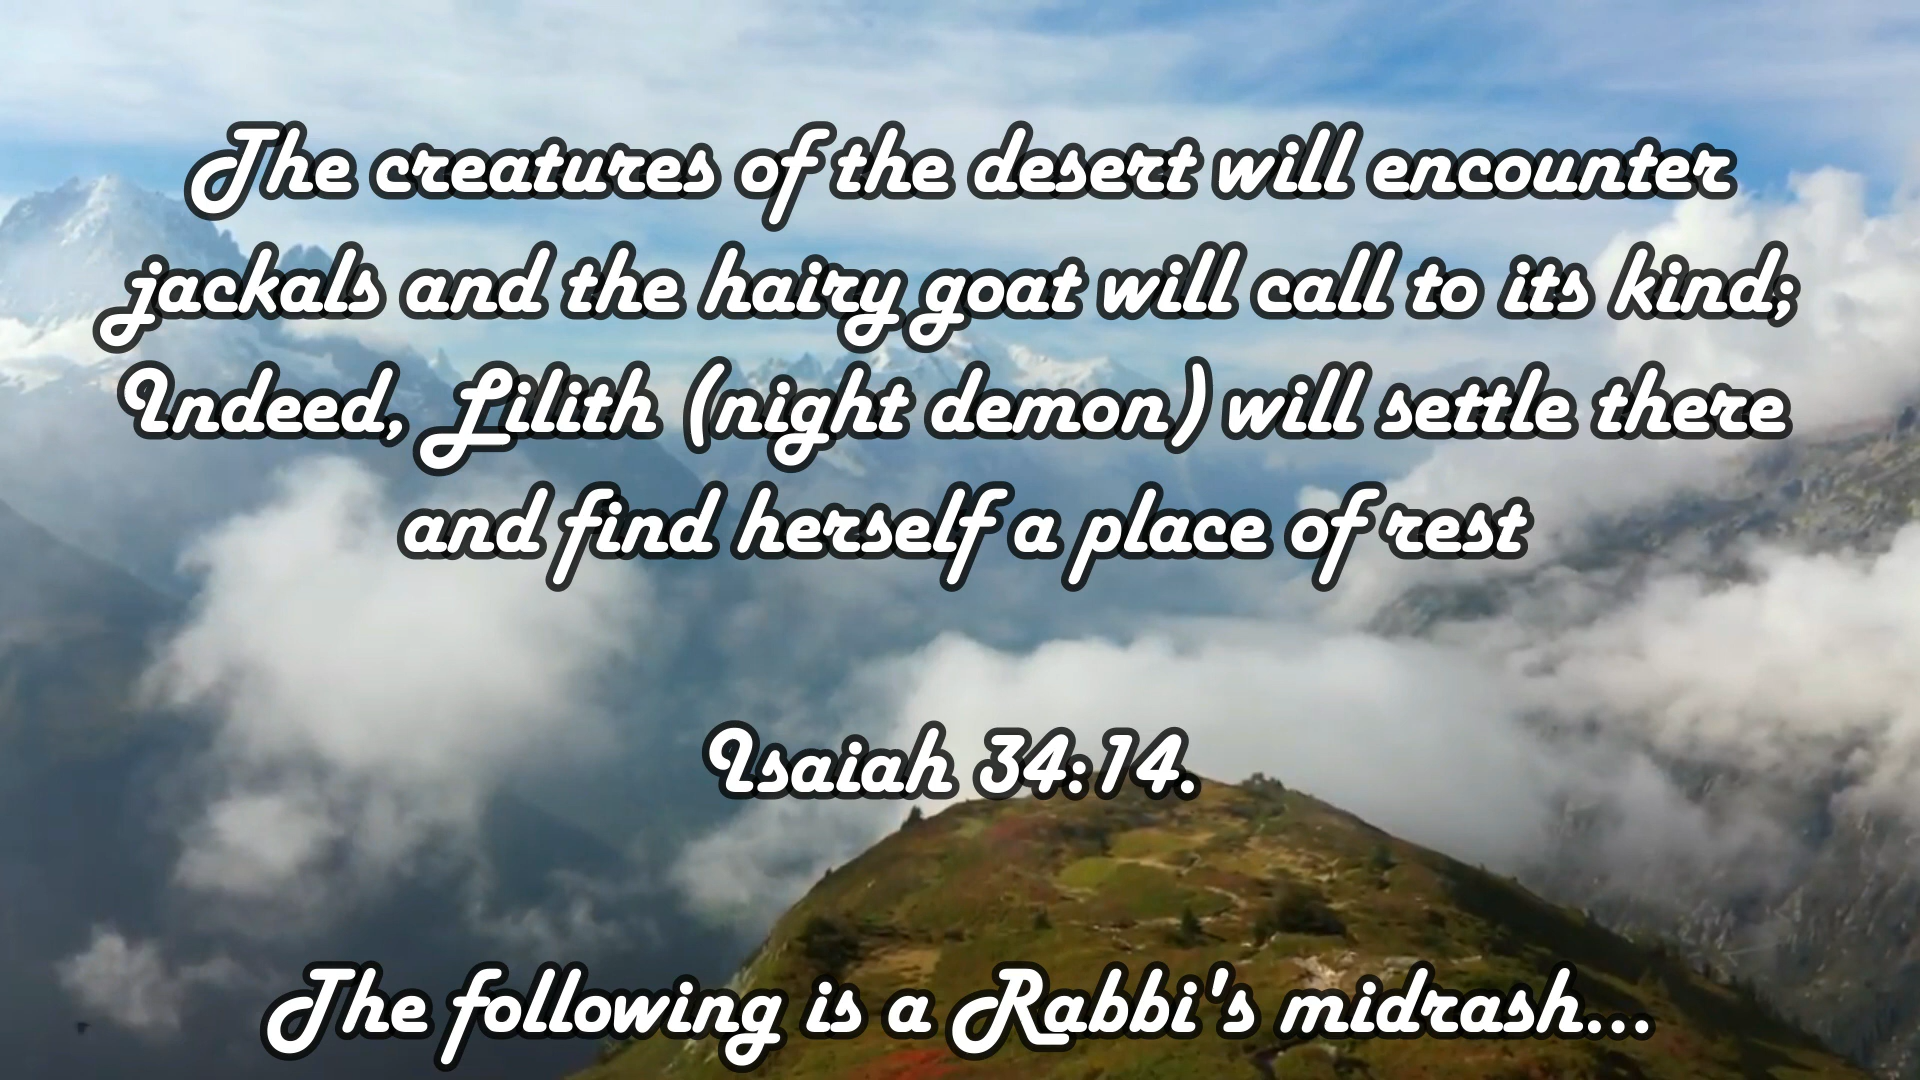 The creatures of the desert will encounter
jackals and the hairy goat will call to its kind;
Indeed, Lilith (night demon) will settle there
and find herself a place of rest
Isaiah 34:14.
The following is a Rabbi's midrash...